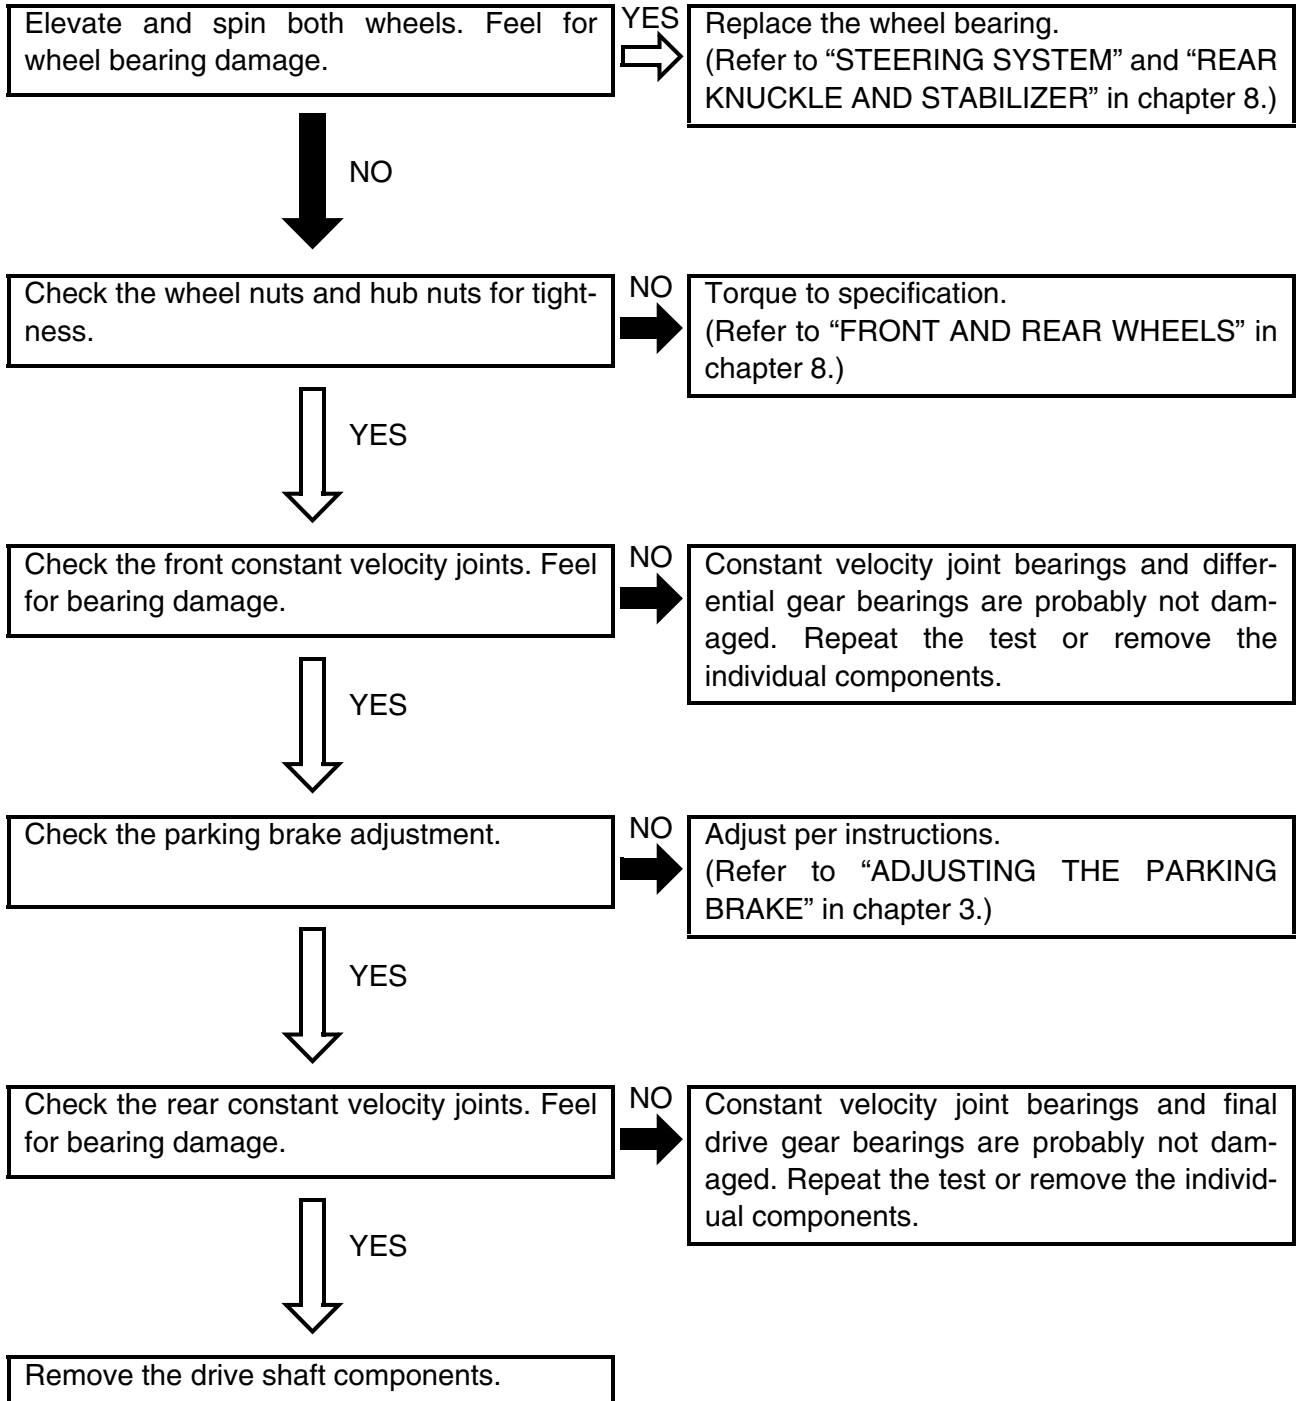 Elevate and spin both wheels. Feel for
wheel bearing damage.
YES
Replace the wheel bearing.
(Refer to “STEERING SYSTEM” and “REAR
KNUCKLE AND STABILIZER” in chapter 8.)
NO
Check the wheel nuts and hub nuts for tight-
ness.
NO
Torque to specification.
(Refer to “FRONT AND REAR WHEELS” in
chapter 8.)
YES
Check the front constant velocity joints. Feel
for bearing damage.
NO
Constant velocity joint bearings and differ-
ential gear bearings are probably not dam-
aged. Repeat the test or remove the
individual components.
YES
Check the parking brake adjustment.
NO
Adjust per instructions.
(Refer to “ADJUSTING THE PARKING
BRAKE” in chapter 3.)
YES
Check the rear constant velocity joints. Feel
for bearing damage.
NO
Constant velocity joint bearings and final
drive gear bearings are probably not dam-
aged. Repeat the test or remove the individ-
ual components.
YES
Remove the drive shaft components.